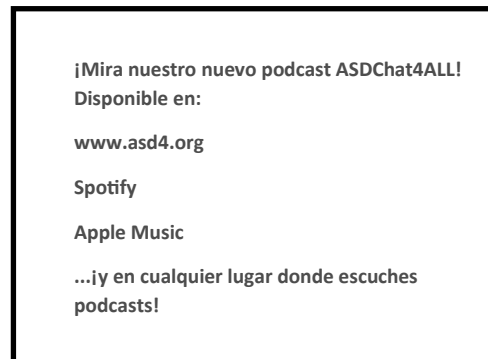 ¡Mira nuestro nuevo podcast ASDChat4ALL!
Disponible en:
www.asd4.org
Spotify
Apple Music
...¡y en cualquier lugar donde escuches
podcasts!